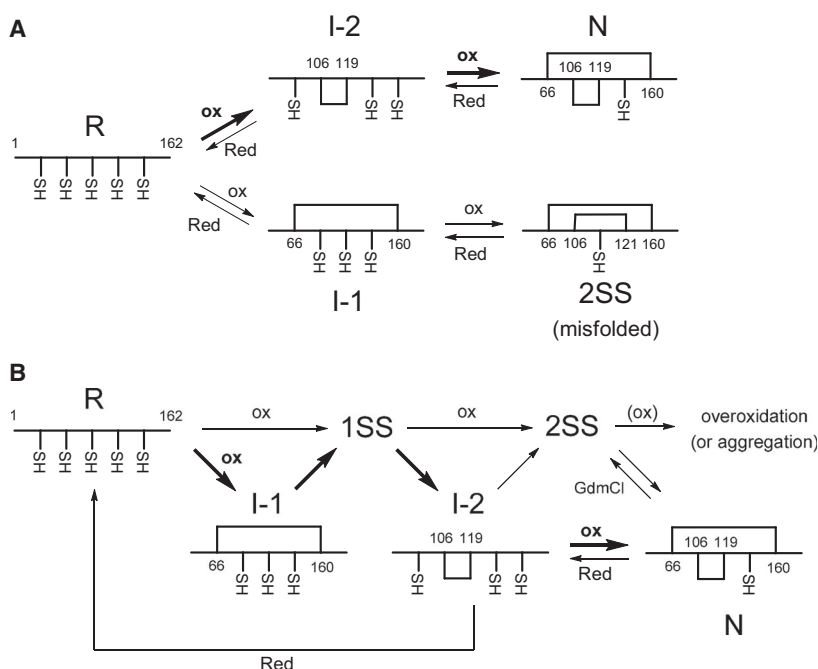 A
I-2
N
106 119
ox
106 119
SH
SH
SH
Red
66
SH
160
R
ox
1
162
Red
SH
SH
SH
SH
SH
ox
ox
Red
66
SH
SH
SH
160
Red
66
106
SH
121
160
I-1
2SS
(misfolded)
B
R
1
162
ox
1SS
ox
2SS
(ox)
overoxidation
(or aggregation)
SH
SH
SH
SH
SH
ox
I-1
I-2
GdmCl
106 119
ox
106 119
66
SH
SH
SH
160
SH
SH
SH
Red
66
SH
160
N
Red